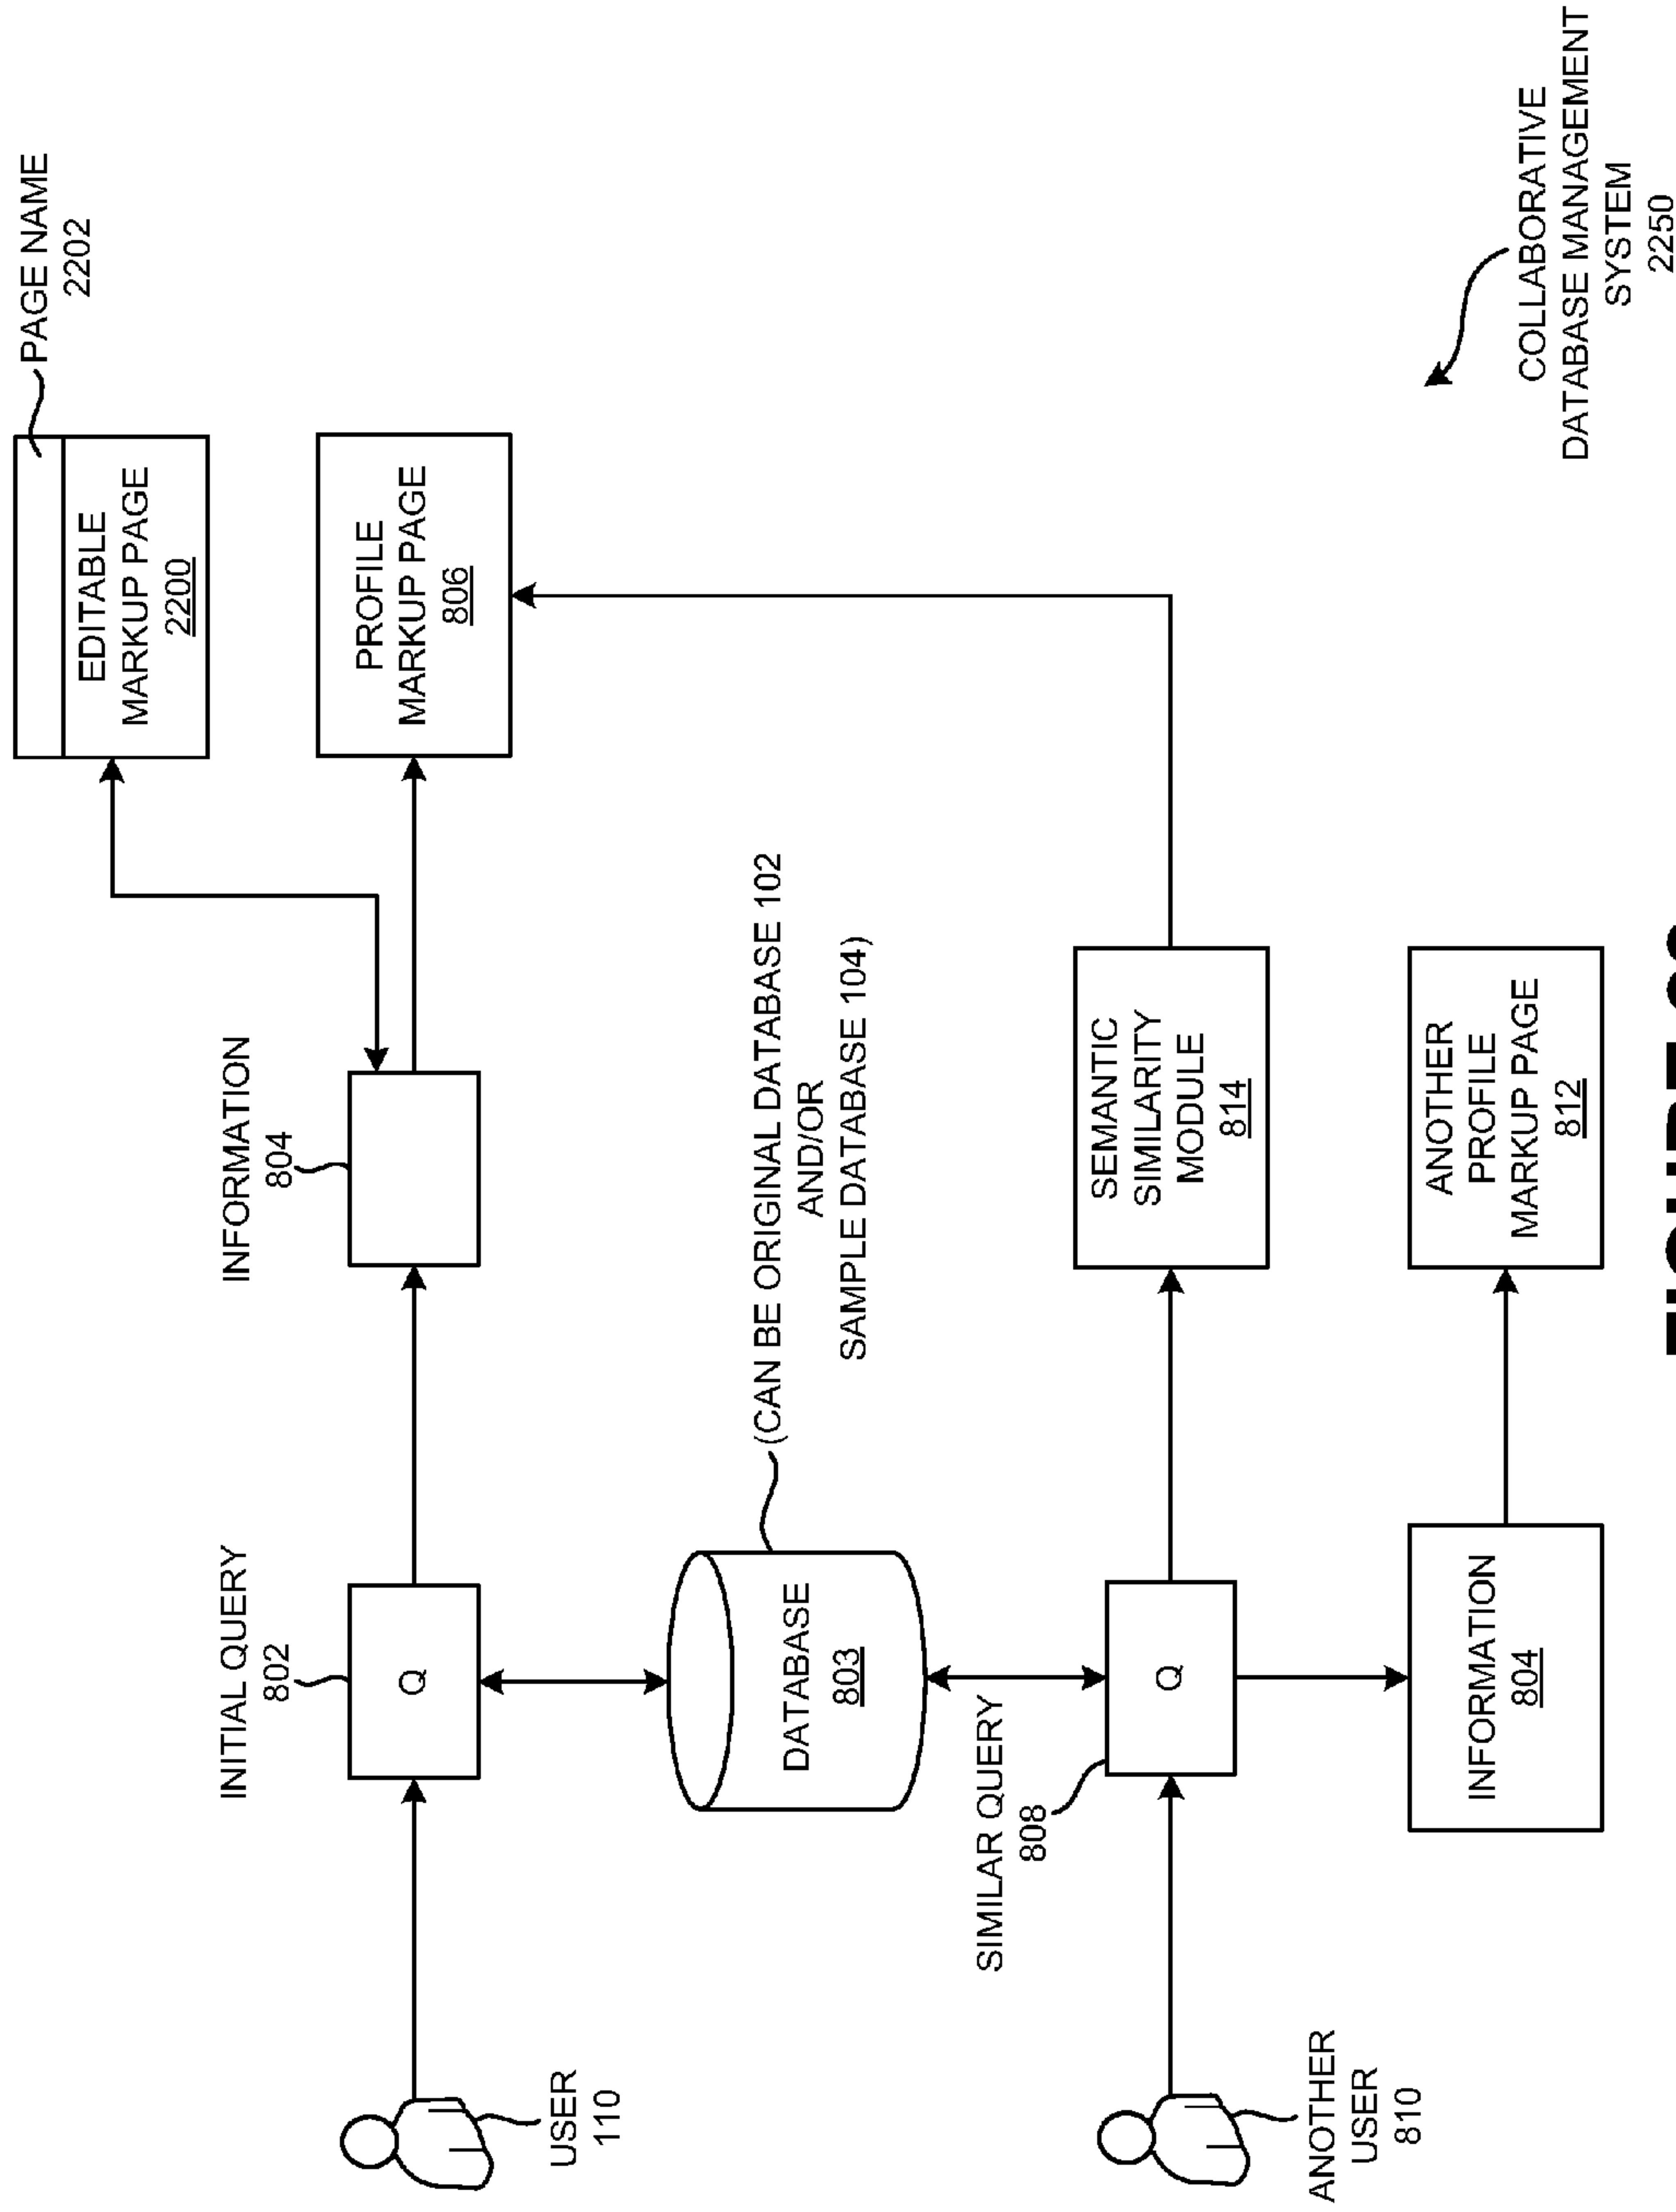 PAGE NAME
2202
EDITABLE
MARKUP PAGE
2200
INITIAL QUERY
802
Q
INFORMATION
804
PROFILE
MARKUP PAGE
806
USER
110
DATABASE
803
(CAN BE ORIGINAL DATABASE 102
AND/OR
SAMPLE DATABASE 104)
SIMILAR QUERY
808
Q
SEMANTIC
SIMILARITY
MODULE
814
ANOTHER
USER
810
INFORMATION
804
ANOTHER
PROFILE
MARKUP PAGE
812
COLLABORATIVE
DATABASE MANAGEMENT
SYSTEM
2250
FIGURE